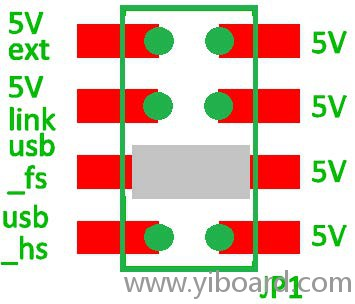 5V
ext
5V
5V
link
5V
usb
_fs
5V
usb
_hs
5V
www.yiboard.com
JP1